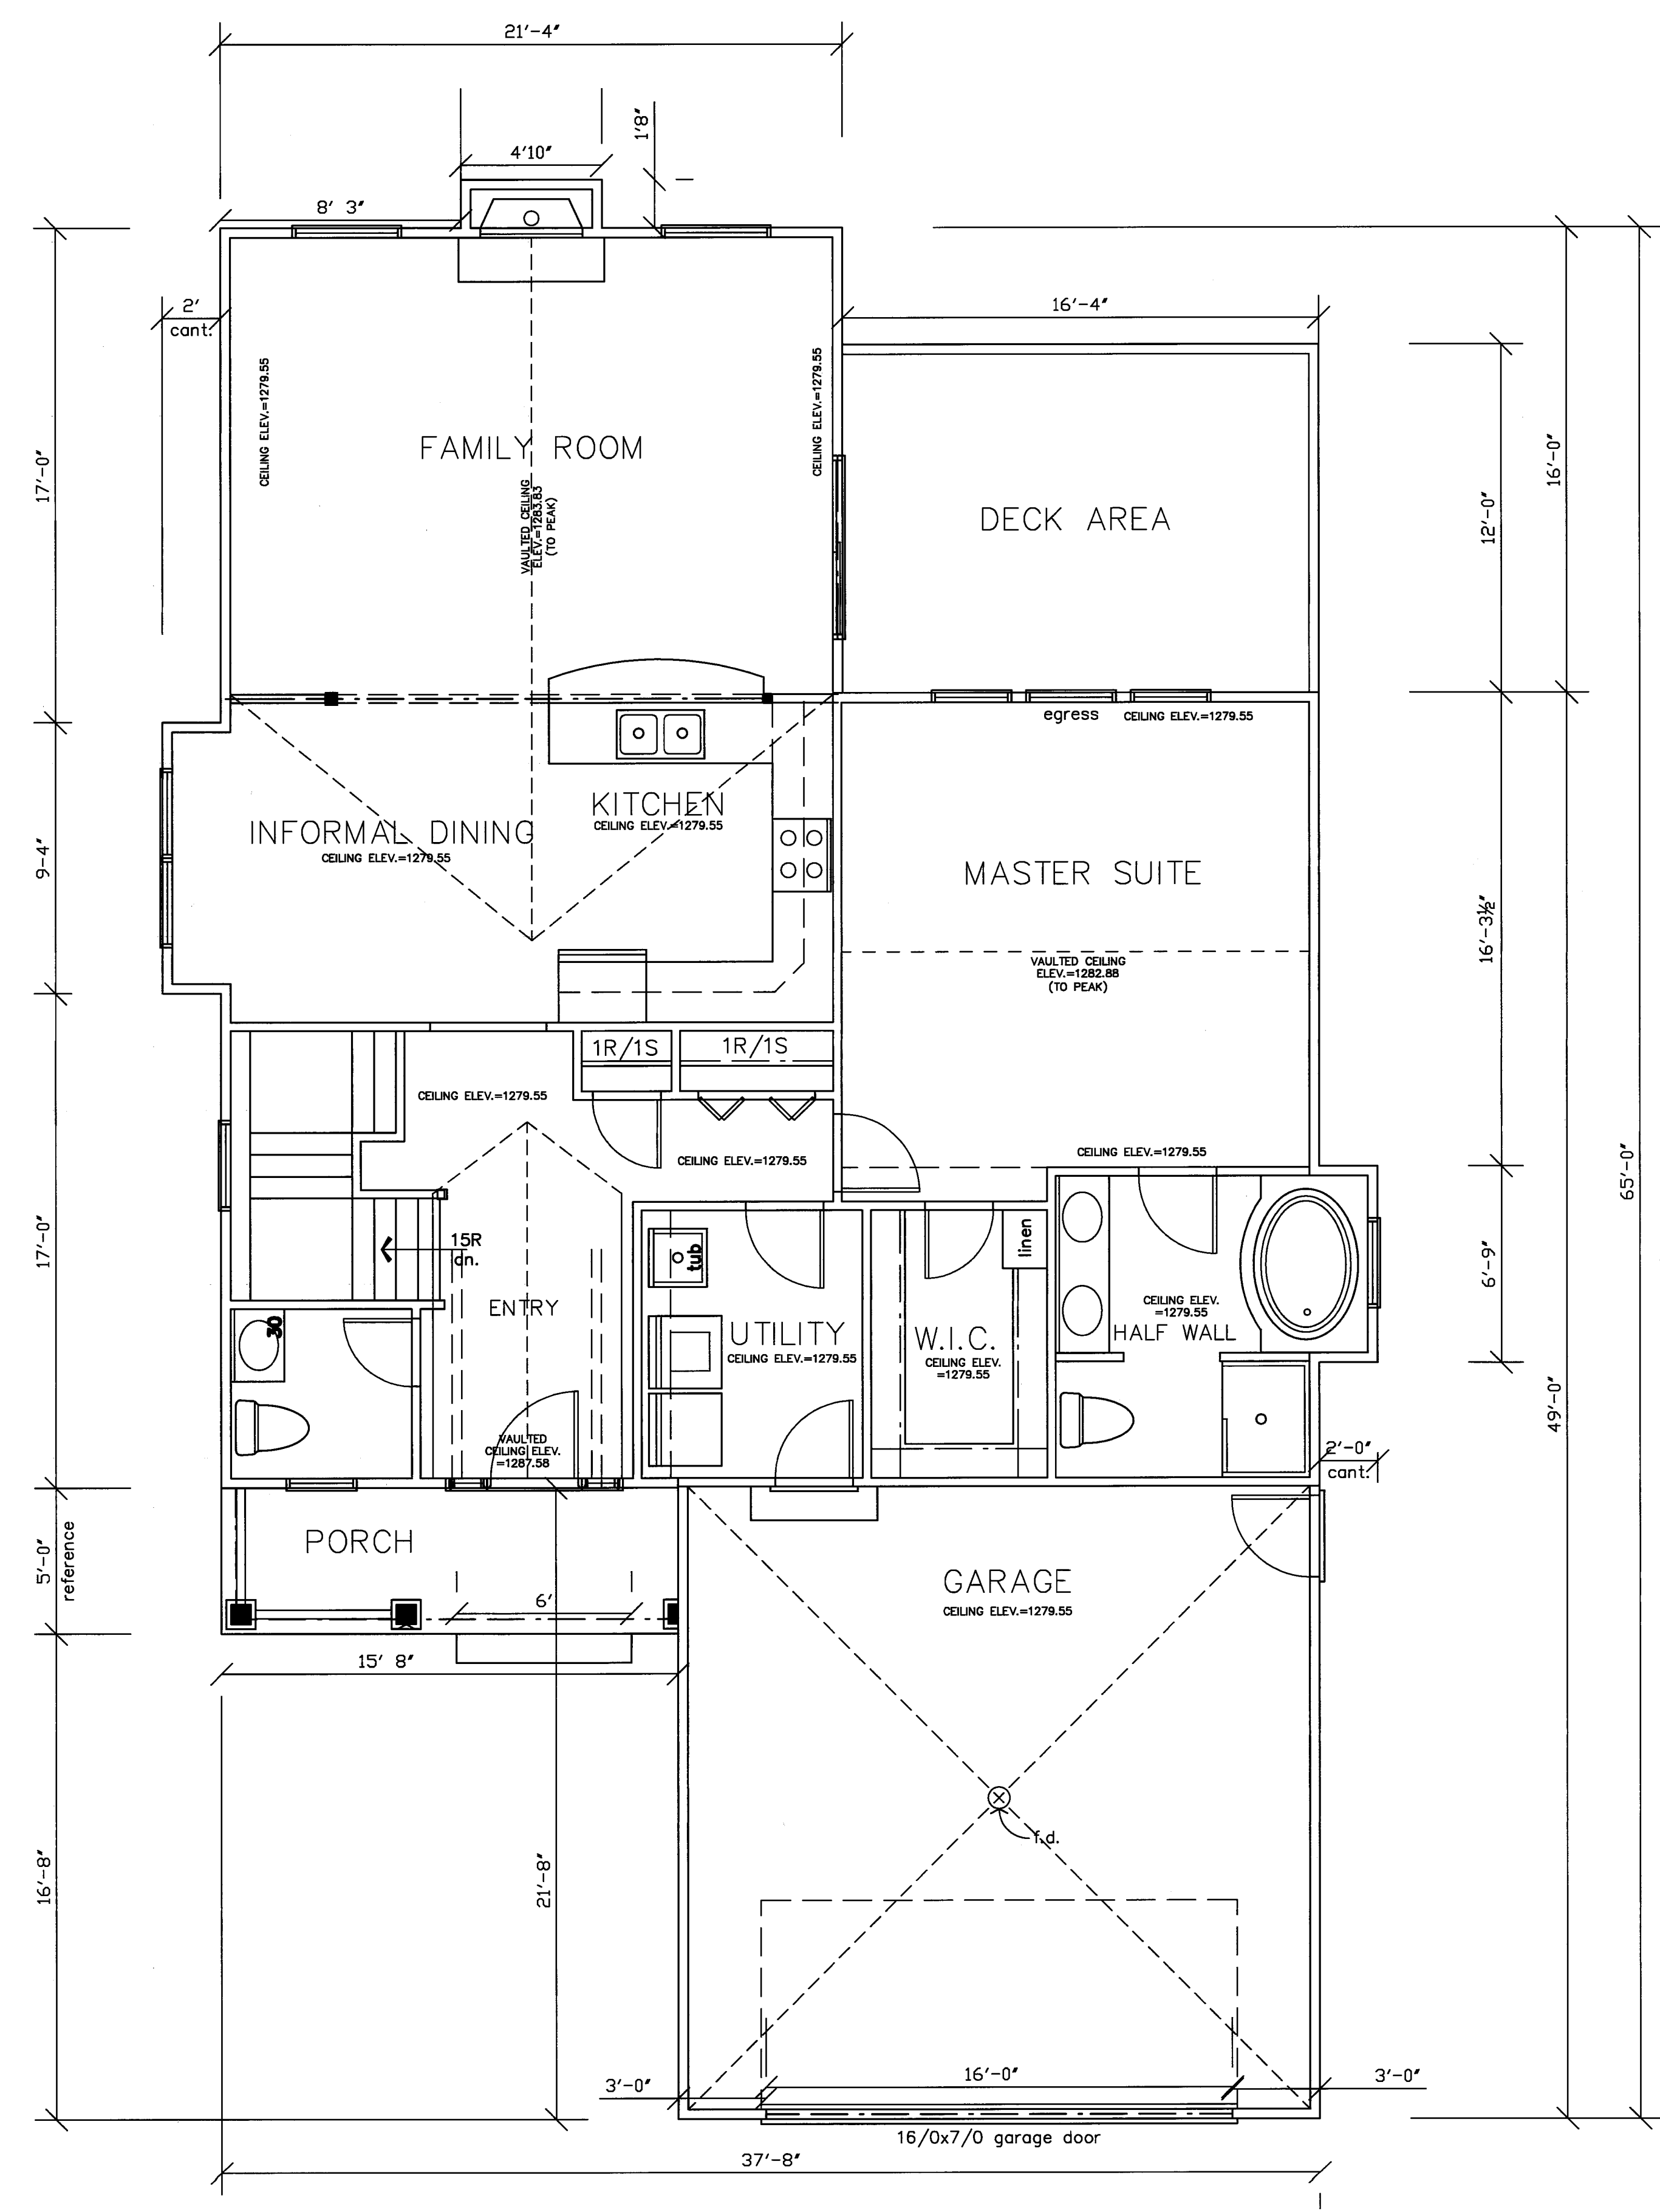 21'-4"
1'8"
4'10"
8' 3"
2'
cant.
16'-4"
CEILING ELEV.=1279.55
CEILING ELEV.=1279.55
FAMILY ROOM
VAULTED CEILING
ELEV.=1283.83
(TO PEAK)
17'-0"
16'-0"
12'-0"
DECK AREA
egress
CEILING ELEV.=1279.55
KITCHEN
CEILING ELEV.=1279.55
INFORMAL DINING
CEILING ELEV.=1279.55
9'-4"
MASTER SUITE
16'-3½"
VAULTED CEILING
ELEV.=1282.88
(TO PEAK)
1R/1S
1R/1S
CEILING ELEV.=1279.55
CEILING ELEV.=1279.55
CEILING ELEV.=1279.55
65'-0"
17'-0"
15R
dn.
tub
linen
6'-9"
ENTRY
30
UTILITY
CEILING ELEV.=1279.55
W.I.C.
CEILING ELEV.
=1279.55
CEILING ELEV.
=1279.55
HALF WALL
49'-0"
VAULTED
CEILING ELEV.
=1287.58
2'-0"
cant.
5'-0"
reference
PORCH
6'
GARAGE
CEILING ELEV.=1279.55
15' 8"
f.d.
16'-8"
21'-8"
3'-0"
16'-0"
3'-0"
16/0x7/0 garage door
37'-8"